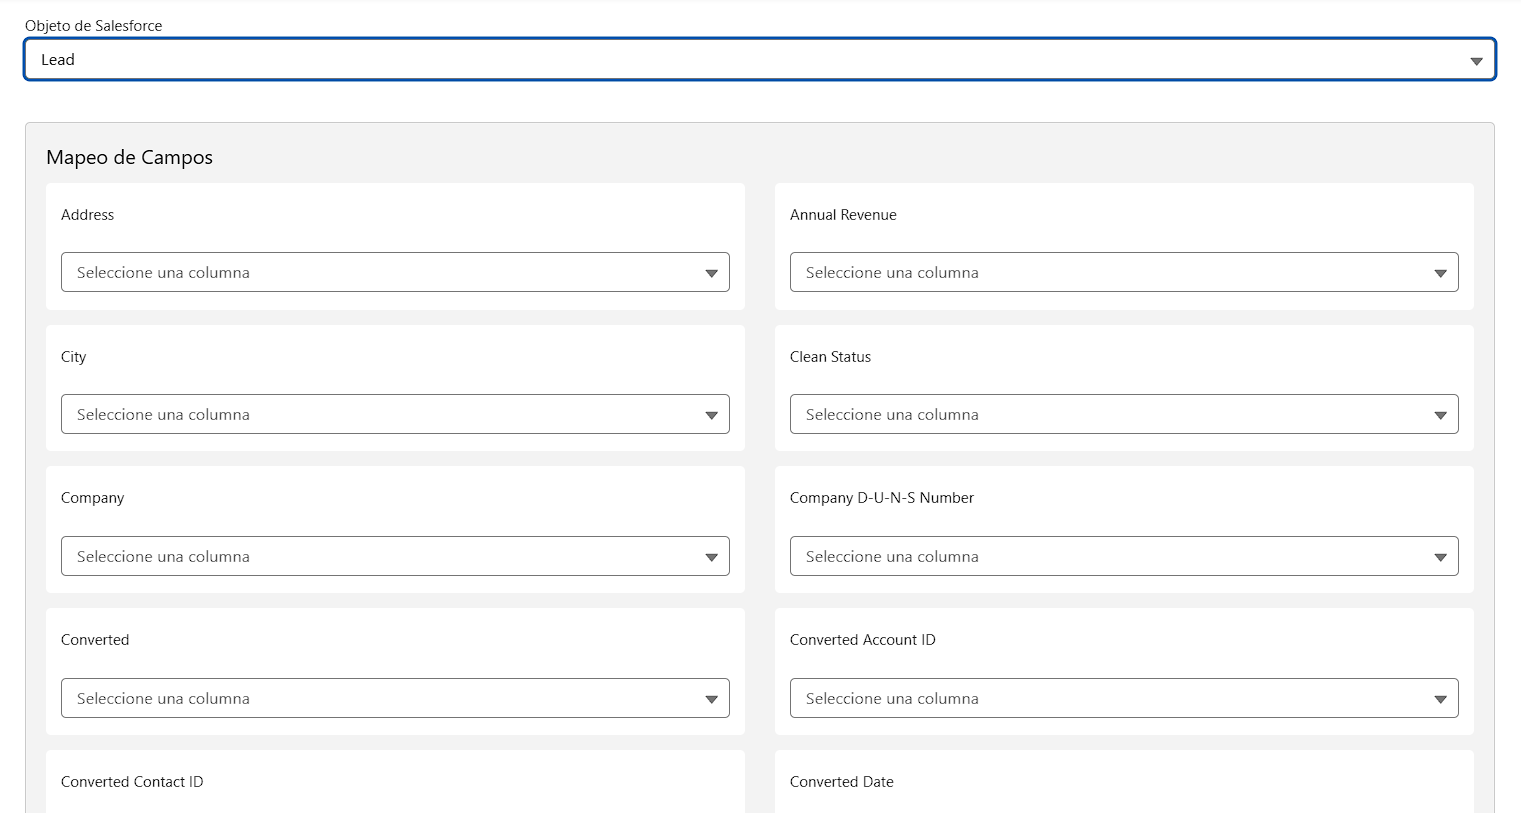 Objeto de Salesforce
Lead
Mapeo de Campos
Address
Annual Revenue
Seleccione una columna
Seleccione una columna
City
Clean Status
Seleccione una columna
Seleccione una columna
Company
Company D-U-N-S Number
Seleccione una columna
Seleccione una columna
Converted
Converted Account ID
Seleccione una columna
Seleccione una columna
Converted Contact ID
Converted Date